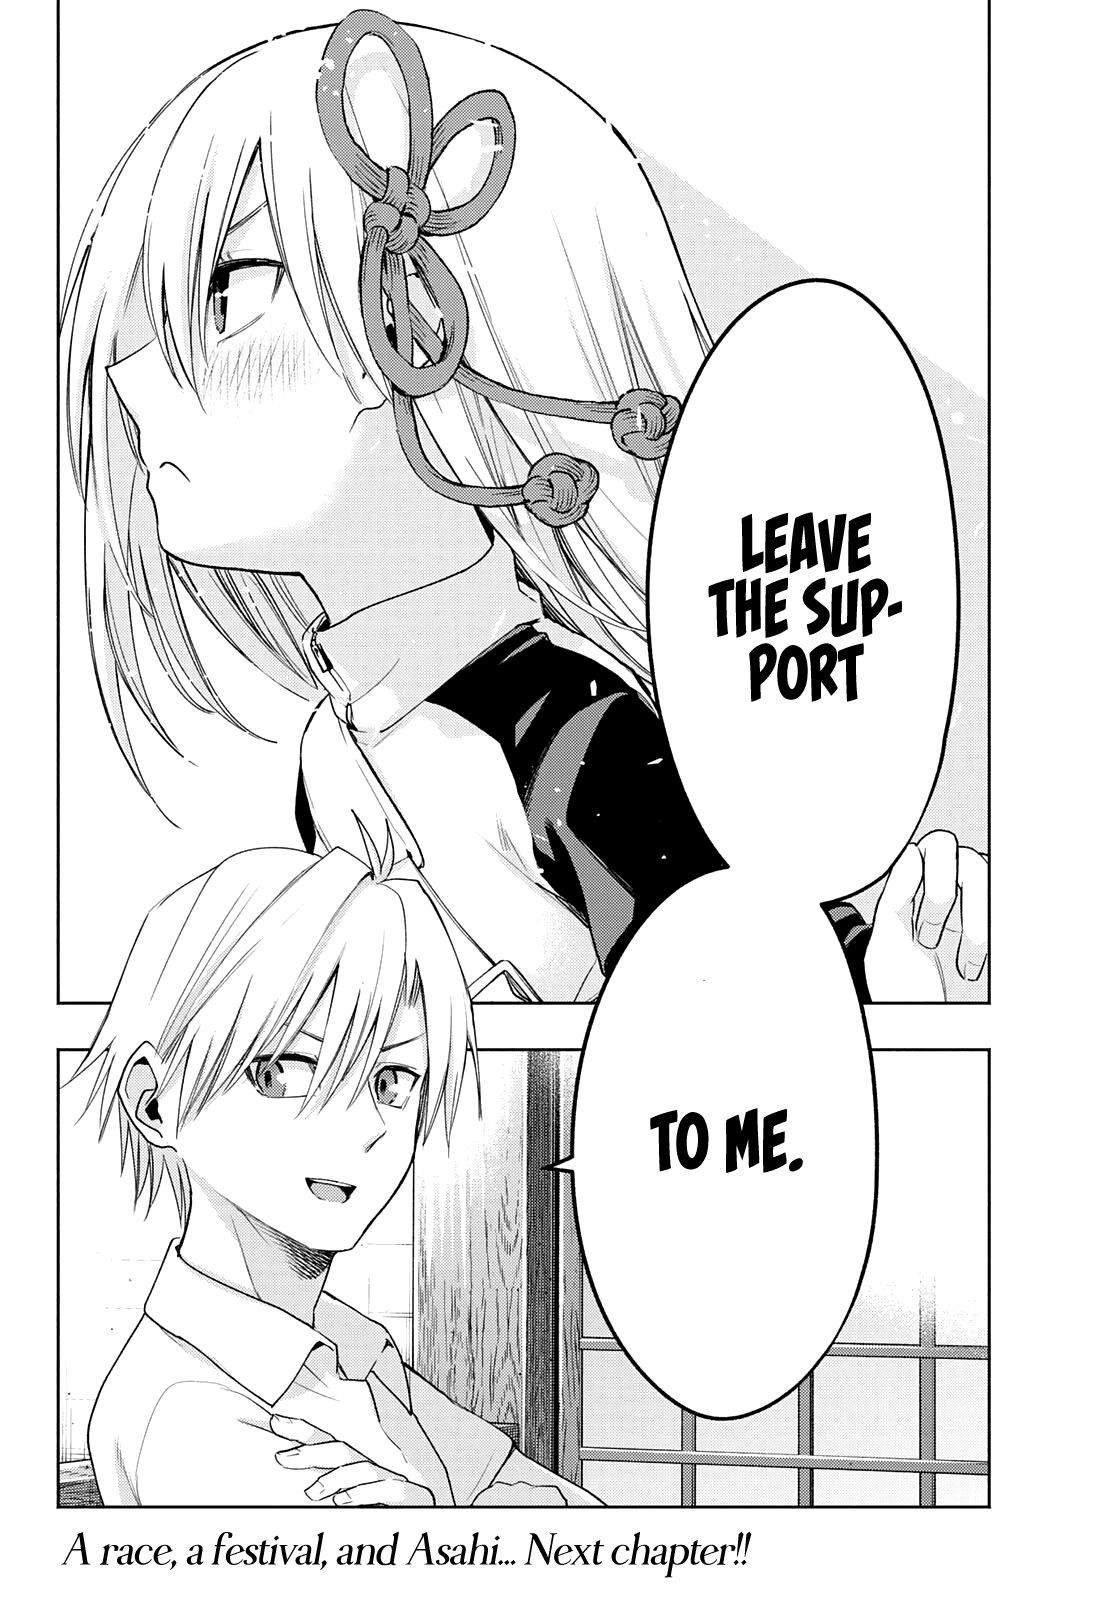 LEAVE
THE SUP-
PORT
TO ME.
A race, a festival, and Asahi... Next chapter!!